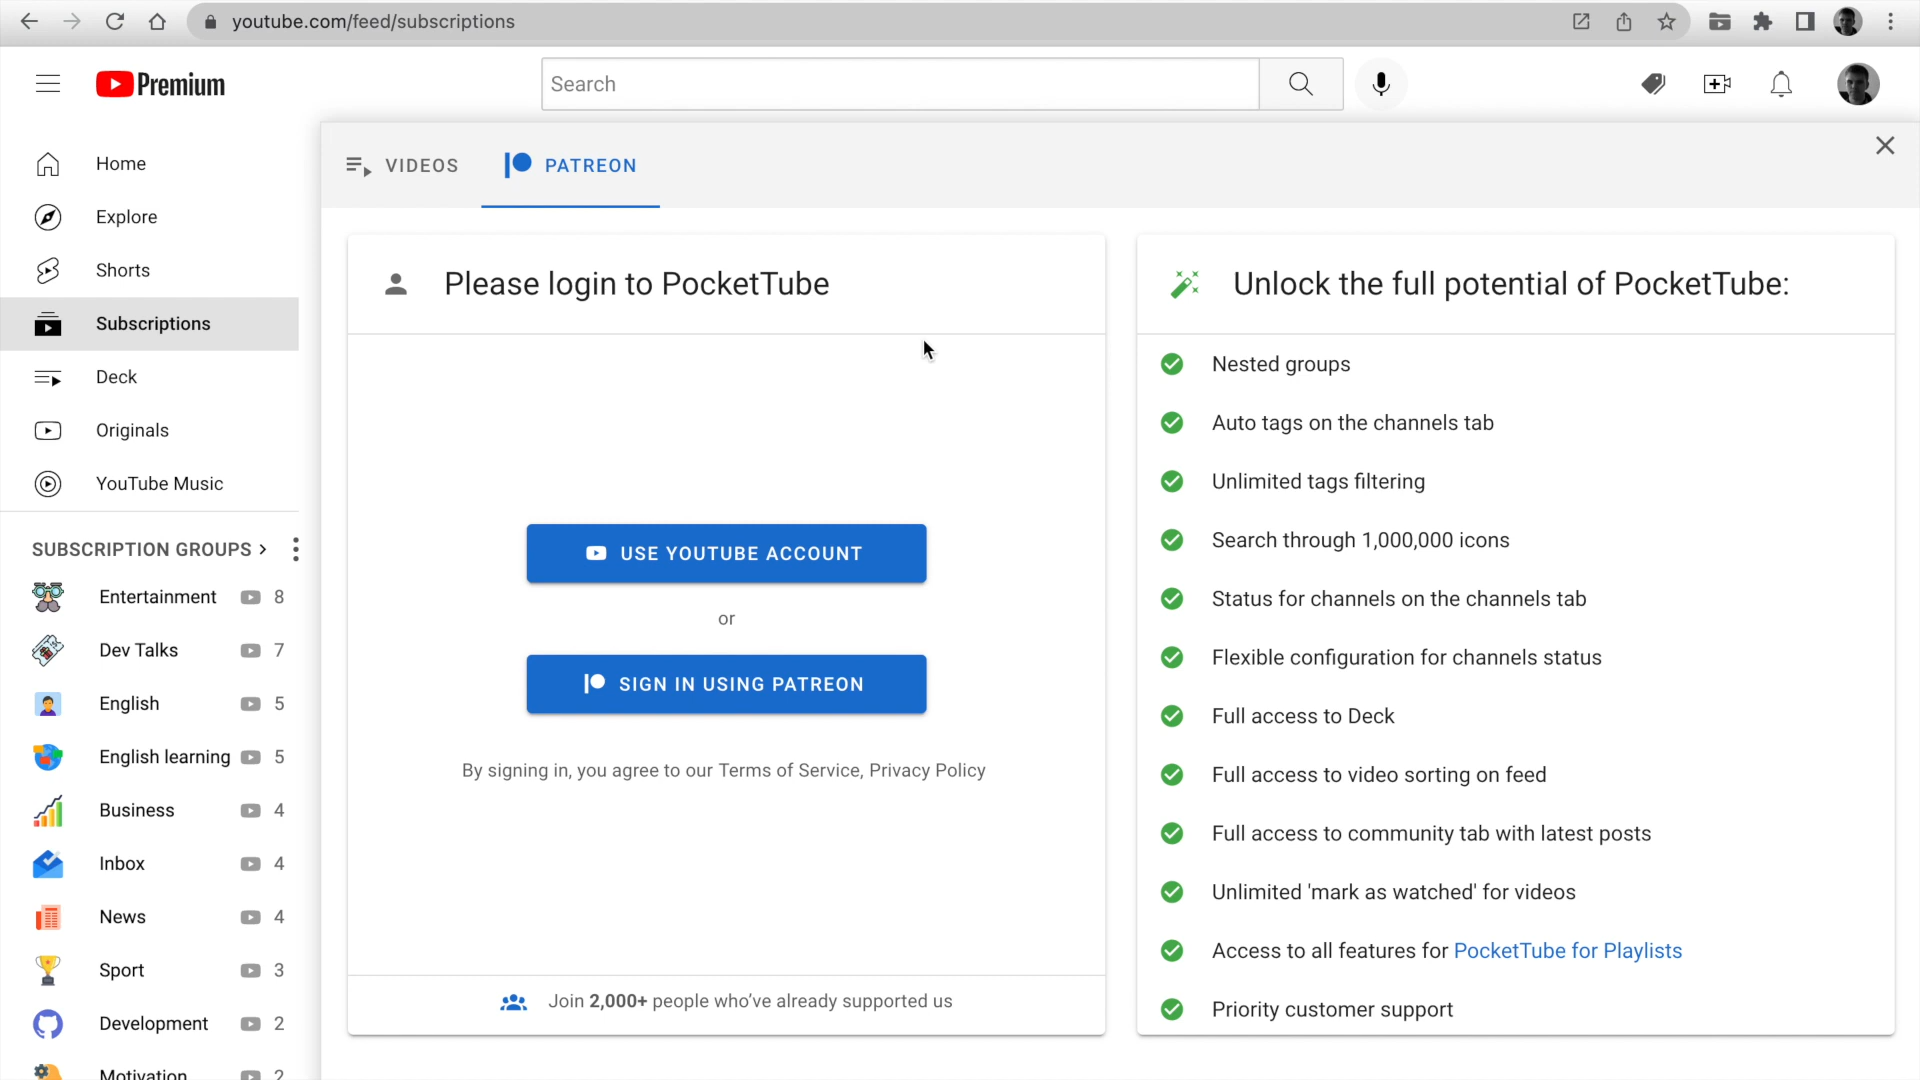 youtube.com/feed/subscriptions
Premium
Search
Home
Explore
Shorts
Subscriptions
Deck
Originals
YouTube Music
SUBSCRIPTION GROUPS
Entertainment 8
Dev Talks 7
English 5
English learning 5
Business 4
Inbox 4
News 4
Sport 3
Development 2
Motivation 2
VIDEOS
PATREON
Please login to PocketTube
USE YOUTUBE ACCOUNT
or
SIGN IN USING PATREON
By signing in, you agree to our Terms of Service, Privacy Policy
Join 2,000+ people who’ve already supported us
Unlock the full potential of PocketTube:
Nested groups
Auto tags on the channels tab
Unlimited tags filtering
Search through 1,000,000 icons
Status for channels on the channels tab
Flexible configuration for channels status
Full access to Deck
Full access to video sorting on feed
Full access to community tab with latest posts
Unlimited 'mark as watched' for videos
Access to all features for PocketTube for Playlists
Priority customer support